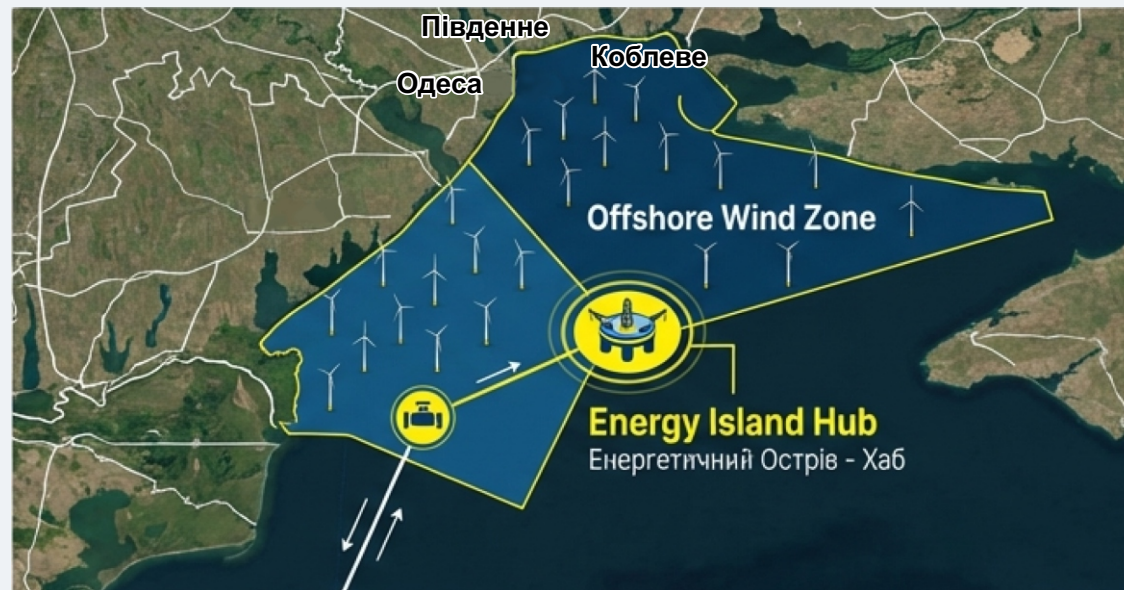 Південне
Коблеве
Одеса
Offshore Wind Zone
Energy Island Hub
Енергетичний Острів - Хаб